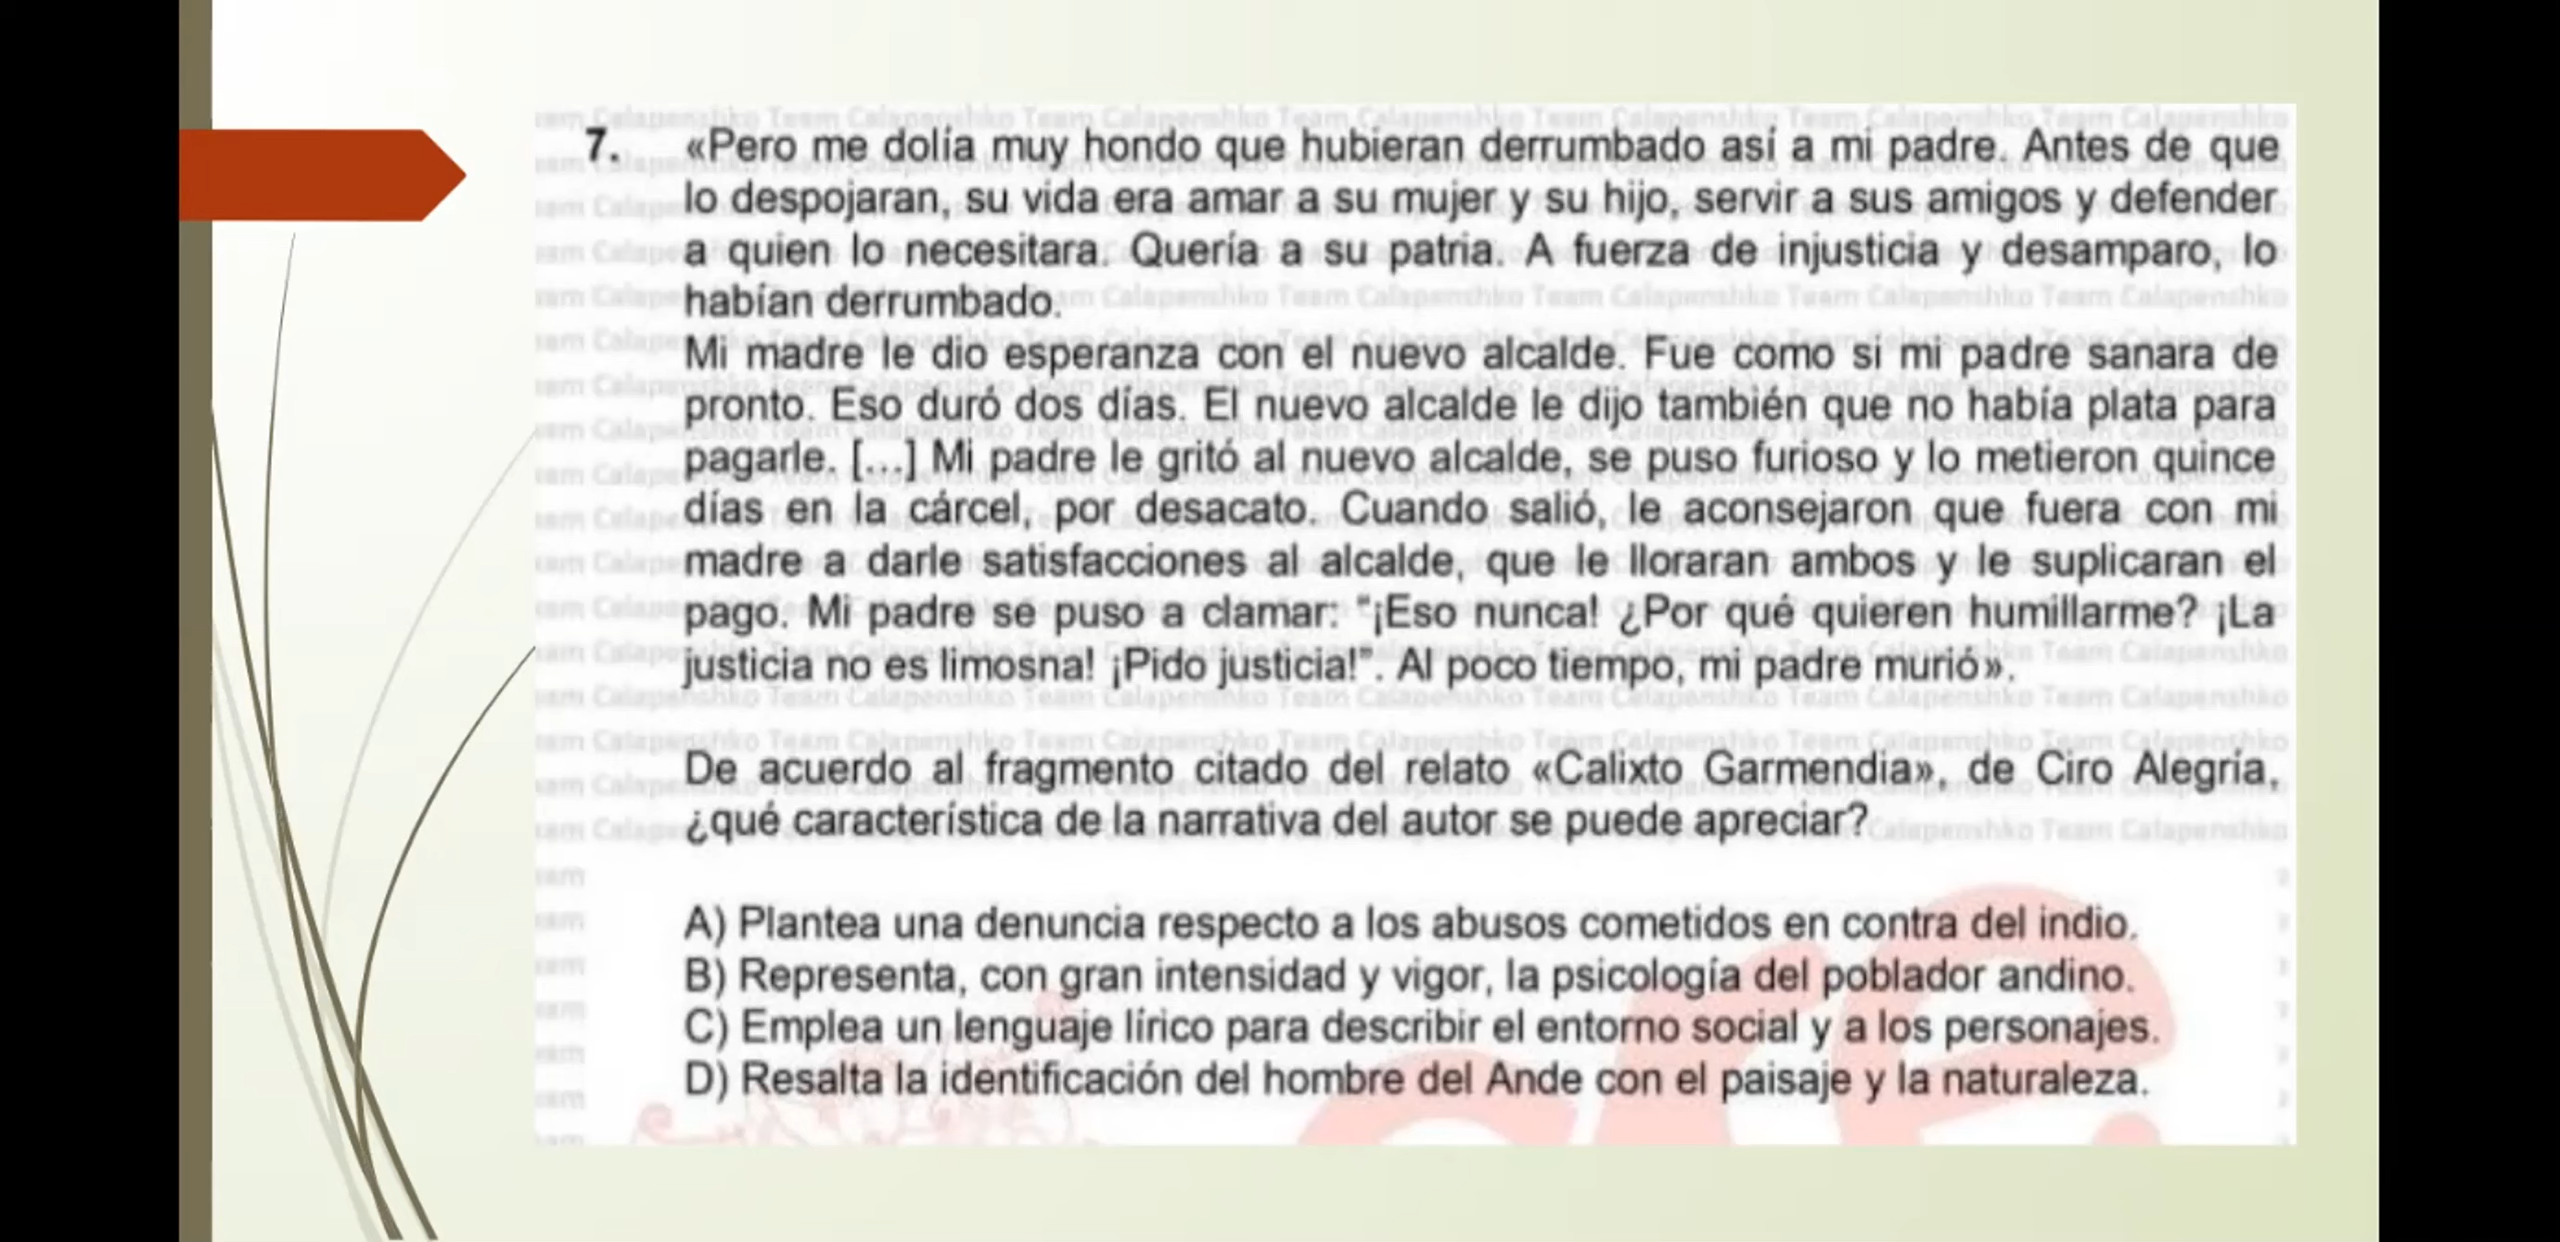 7. «Pero me dolía muy hondo que hubieran derrumbado así a mi padre. Antes de que
lo despojaran, su vida era amar a su mujer y su hijo, servir a sus amigos y defender
a quien lo necesitara. Quería a su patria. A fuerza de injusticia y desamparo, lo
habían derrumbado.
Mi madre le dio esperanza con el nuevo alcalde. Fue como si mi padre sanara de
pronto. Eso duró dos días. El nuevo alcalde le dijo también que no había plata para
pagarle. [...] Mi padre le gritó al nuevo alcalde, se puso furioso y lo metieron quince
días en la cárcel, por desacato. Cuando salió, le aconsejaron que fuera con mi
madre a darle satisfacciones al alcalde, que le lloraran ambos y le suplicaran el
pago. Mi padre se puso a clamar: "¡Eso nunca! ¿Por qué quieren humillarme? ¡La
justicia no es limosna! ¡Pido justicia!". Al poco tiempo, mi padre murió».
De acuerdo al fragmento citado del relato «Calixto Garmendia», de Ciro Alegría,
¿qué característica de la narrativa del autor se puede apreciar?
A) Plantea una denuncia respecto a los abusos cometidos en contra del indio.
B) Representa, con gran intensidad y vigor, la psicología del poblador andino.
C) Emplea un lenguaje lírico para describir el entorno social y a los personajes.
D) Resalta la identificación del hombre del Ande con el paisaje y la naturaleza.